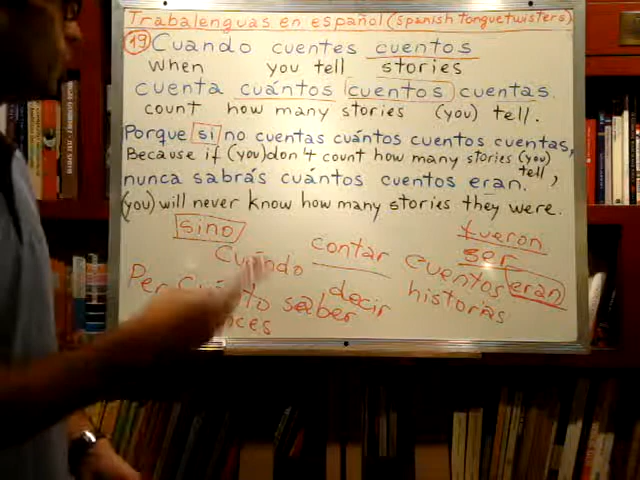 Trabalenguas en español (Spanish tonguetwisters)
19 Cuando cuentes cuentos
When you tell stories
cuenta cuántos cuentos cuentas.
count how many stories (you) tell.
Porque si no cuentas cuántos cuentos cuentas,
Because if (you) don't count how many stories (you) tell,
nunca sabrás cuántos cuentos eran.
(you) will never know how many stories they were.
sino contar fueron
Cuándo cuentos ser
Per saber decir historias eran